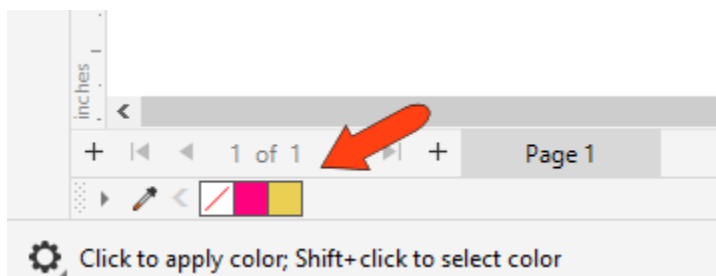 inches
1 of 1 Page 1
Click to apply color; Shift+click to select color